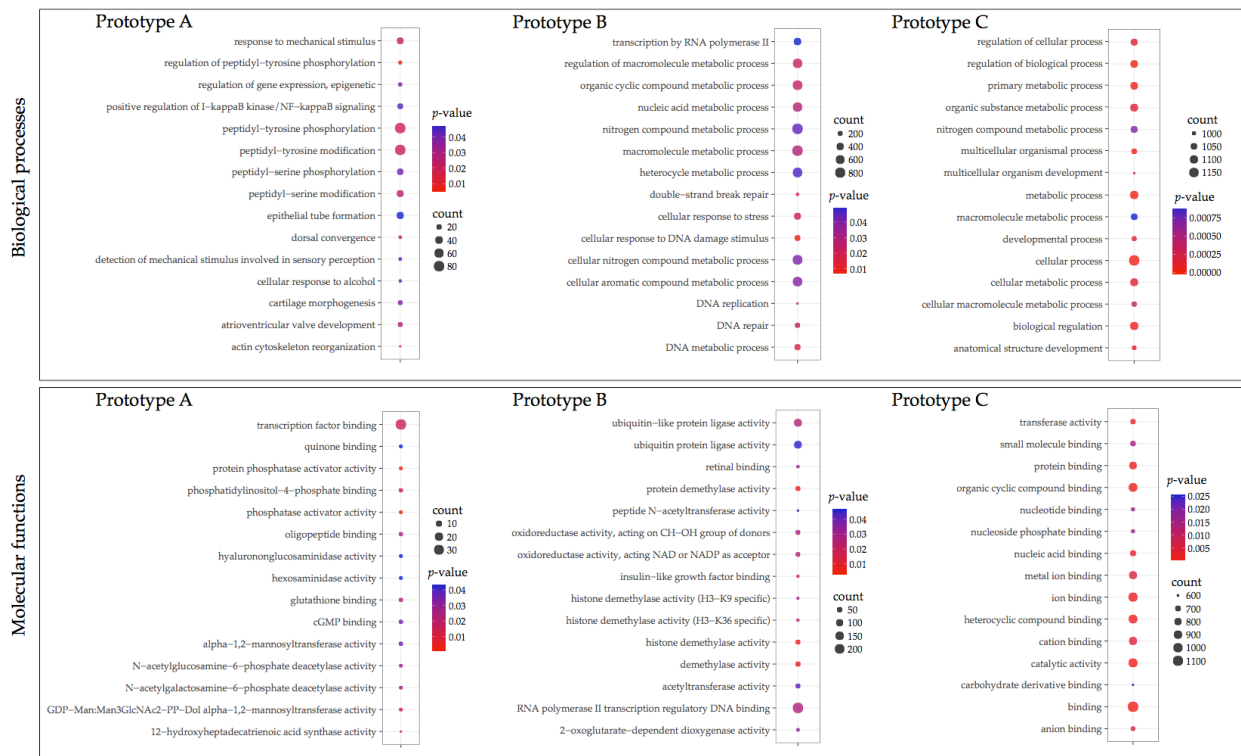 Biological processes
Prototype A
response to mechanical stimulus
regulation of peptidyl−tyrosine phosphorylation
regulation of gene expression, epigenetic
positive regulation of I−kappaB kinase/NF−kappaB signaling
peptidyl−tyrosine phosphorylation
peptidyl−tyrosine modification
peptidyl−serine phosphorylation
peptidyl−serine modification
epithelial tube formation
dorsal convergence
detection of mechanical stimulus involved in sensory perception
cellular response to alcohol
cartilage morphogenesis
atrioventricular valve development
actin cytoskeleton reorganization
p-value
0.04
0.03
0.02
0.01
count
20
40
60
80
Prototype B
transcription by RNA polymerase II
regulation of macromolecule metabolic process
organic cyclic compound metabolic process
nucleic acid metabolic process
nitrogen compound metabolic process
macromolecule metabolic process
heterocycle metabolic process
double−strand break repair
cellular response to stress
cellular response to DNA damage stimulus
cellular nitrogen compound metabolic process
cellular aromatic compound metabolic process
DNA replication
DNA repair
DNA metabolic process
count
200
400
600
800
p-value
0.04
0.03
0.02
0.01
Prototype C
regulation of cellular process
regulation of biological process
primary metabolic process
organic substance metabolic process
nitrogen compound metabolic process
multicellular organismal process
multicellular organism development
metabolic process
macromolecule metabolic process
developmental process
cellular process
cellular metabolic process
cellular macromolecule metabolic process
biological regulation
anatomical structure development
count
1000
1050
1100
1150
p-value
0.00075
0.00050
0.00025
0.00000
Molecular functions
Prototype A
transcription factor binding
quinone binding
protein phosphatase activator activity
phosphatidylinositol−4−phosphate binding
phosphatase activator activity
oligopeptide binding
hyalurononglucosaminidase activity
hexosaminidase activity
glutathione binding
cGMP binding
alpha−1,2−mannosyltransferase activity
N−acetylglucosamine−6−phosphate deacetylase activity
N−acetylgalactosamine−6−phosphate deacetylase activity
GDP−Man:Man3GlcNAc2−PP−Dol alpha−1,2−mannosyltransferase activity
12−hydroxyheptadecatrienoic acid synthase activity
count
10
20
30
p-value
0.04
0.03
0.02
0.01
Prototype B
ubiquitin−like protein ligase activity
ubiquitin protein ligase activity
retinal binding
protein demethylase activity
peptide N−acetyltransferase activity
oxidoreductase activity, acting on CH−OH group of donors
oxidoreductase activity, acting NAD or NADP as acceptor
insulin−like growth factor binding
histone demethylase activity (H3−K9 specific)
histone demethylase activity (H3−K36 specific)
histone demethylase activity
demethylase activity
acetyltransferase activity
RNA polymerase II transcription regulatory DNA binding
2−oxoglutarate−dependent dioxygenase activity
p-value
0.04
0.03
0.02
0.01
count
50
100
150
200
Prototype C
transferase activity
small molecule binding
protein binding
organic cyclic compound binding
nucleotide binding
nucleoside phosphate binding
nucleic acid binding
metal ion binding
ion binding
heterocyclic compound binding
cation binding
catalytic activity
carbohydrate derivative binding
binding
anion binding
p-value
0.025
0.020
0.015
0.010
0.005
count
600
700
800
900
1000
1100